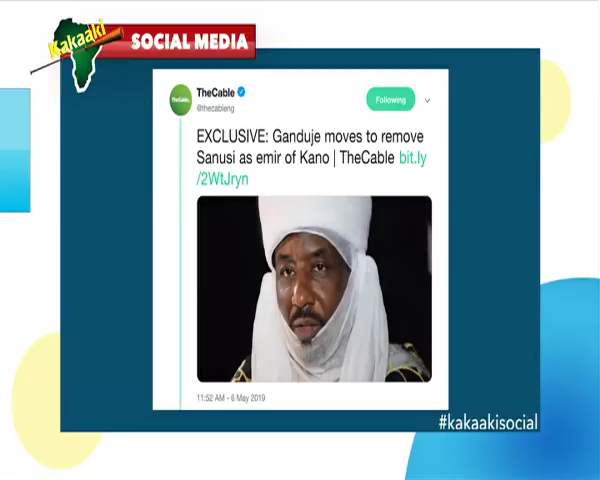 Kakaaki
SOCIAL MEDIA
TheCable
TheCable
@thecableng
Following
EXCLUSIVE: Ganduje moves to remove
Sanusi as emir of Kano | TheCable bit.ly
/2WtJryn
11:52 AM - 6 May 2019
#kakaakisocial